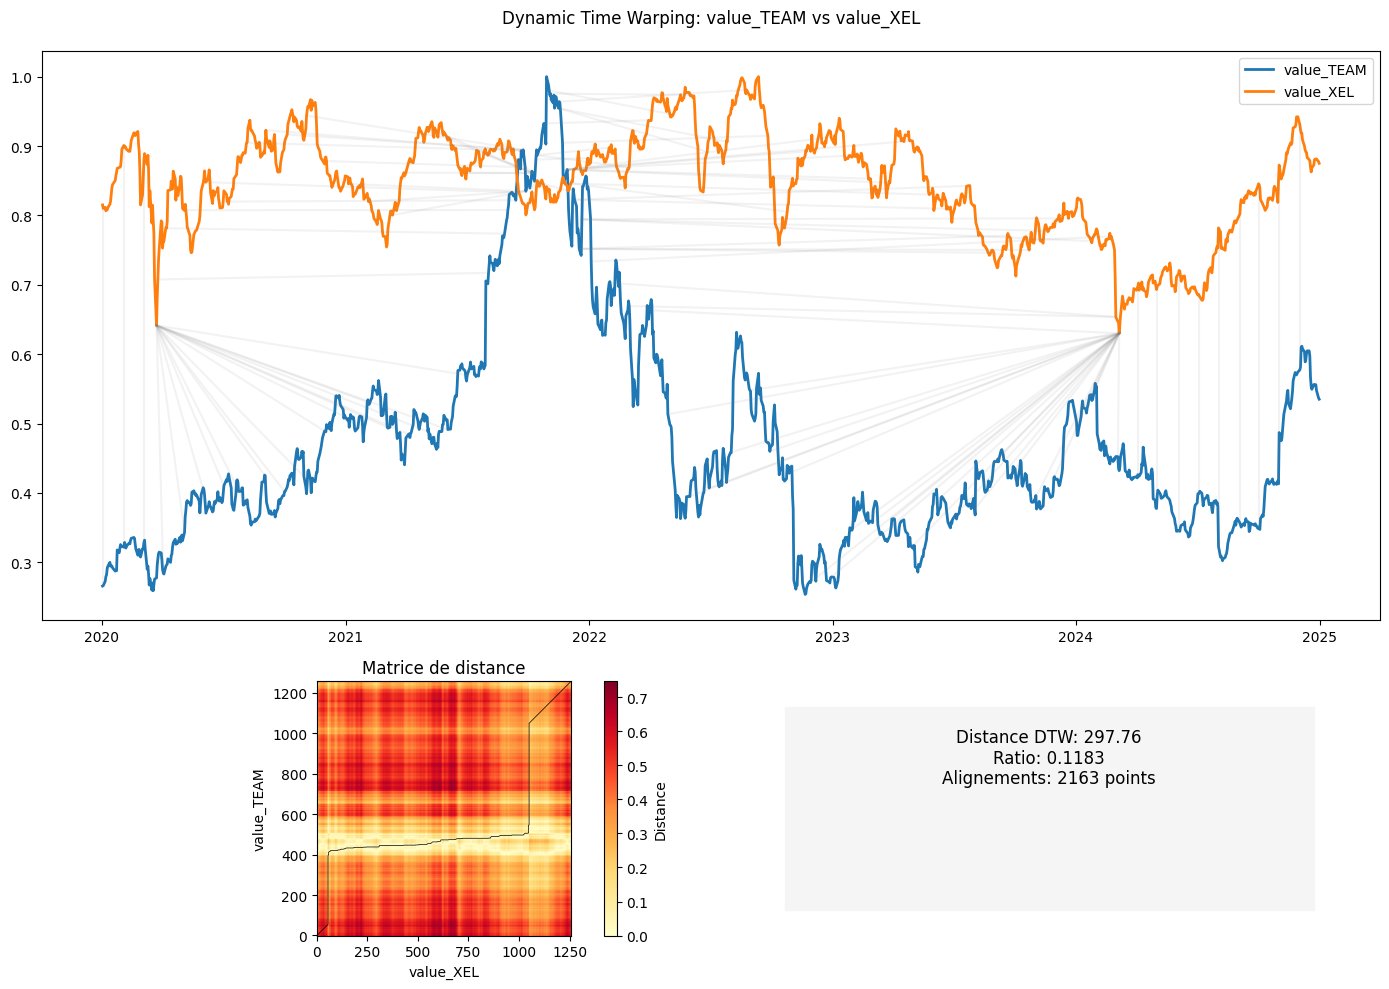 Dynamic Time Warping: value_TEAM vs value_XEL
value_TEAM
value_XEL
1.0
0.9
0.8
0.7
0.6
0.5
0.4
0.3
2020 2021 2022 2023 2024 2025
Matrice de distance
value_TEAM
1200
1000
800
600
400
200
0
0 250 500 750 1000 1250
value_XEL
0.7
0.6
0.5
0.4
0.3
0.2
0.1
0.0
Distance
Distance DTW: 297.76
Ratio: 0.1183
Alignements: 2163 points